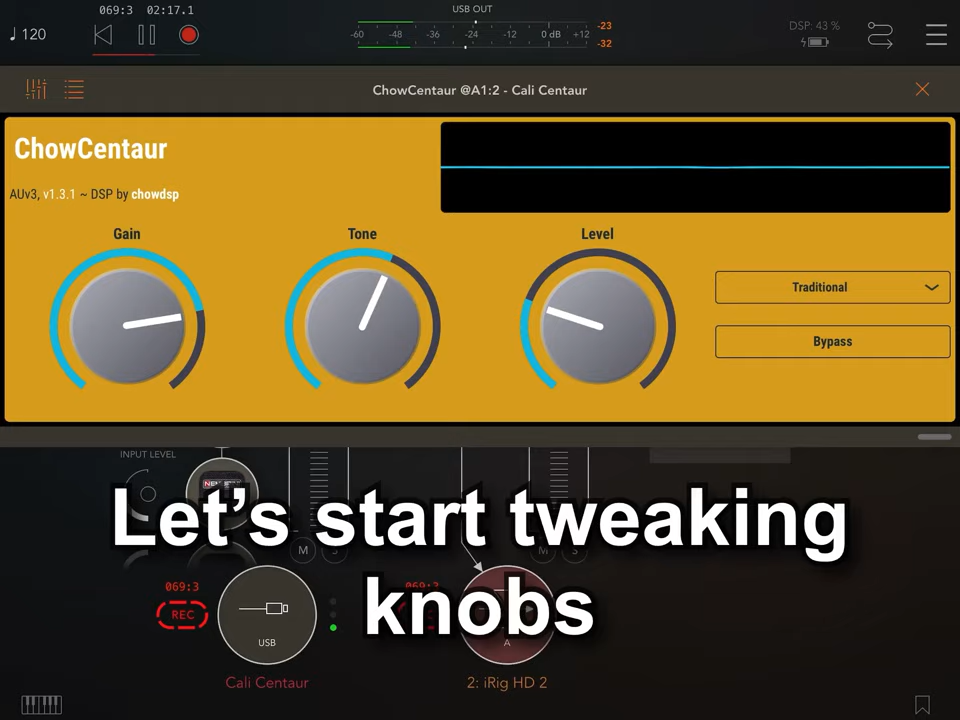 069:3 02:17.1
USB OUT
♩ 120
-60 -48 -36 -24 -12 0 dB +12
-23
-32
DSP: 43 %
ChowCentaur @A1:2 - Cali Centaur
ChowCentaur
AUv3, v1.3.1 ~ DSP by chowdsp
Gain
Tone
Level
Traditional
Bypass
INPUT LEVEL
Let's start tweaking
knobs
M S
M S
069:3
069:3
REC
USB
A
Cali Centaur
2: iRig HD 2